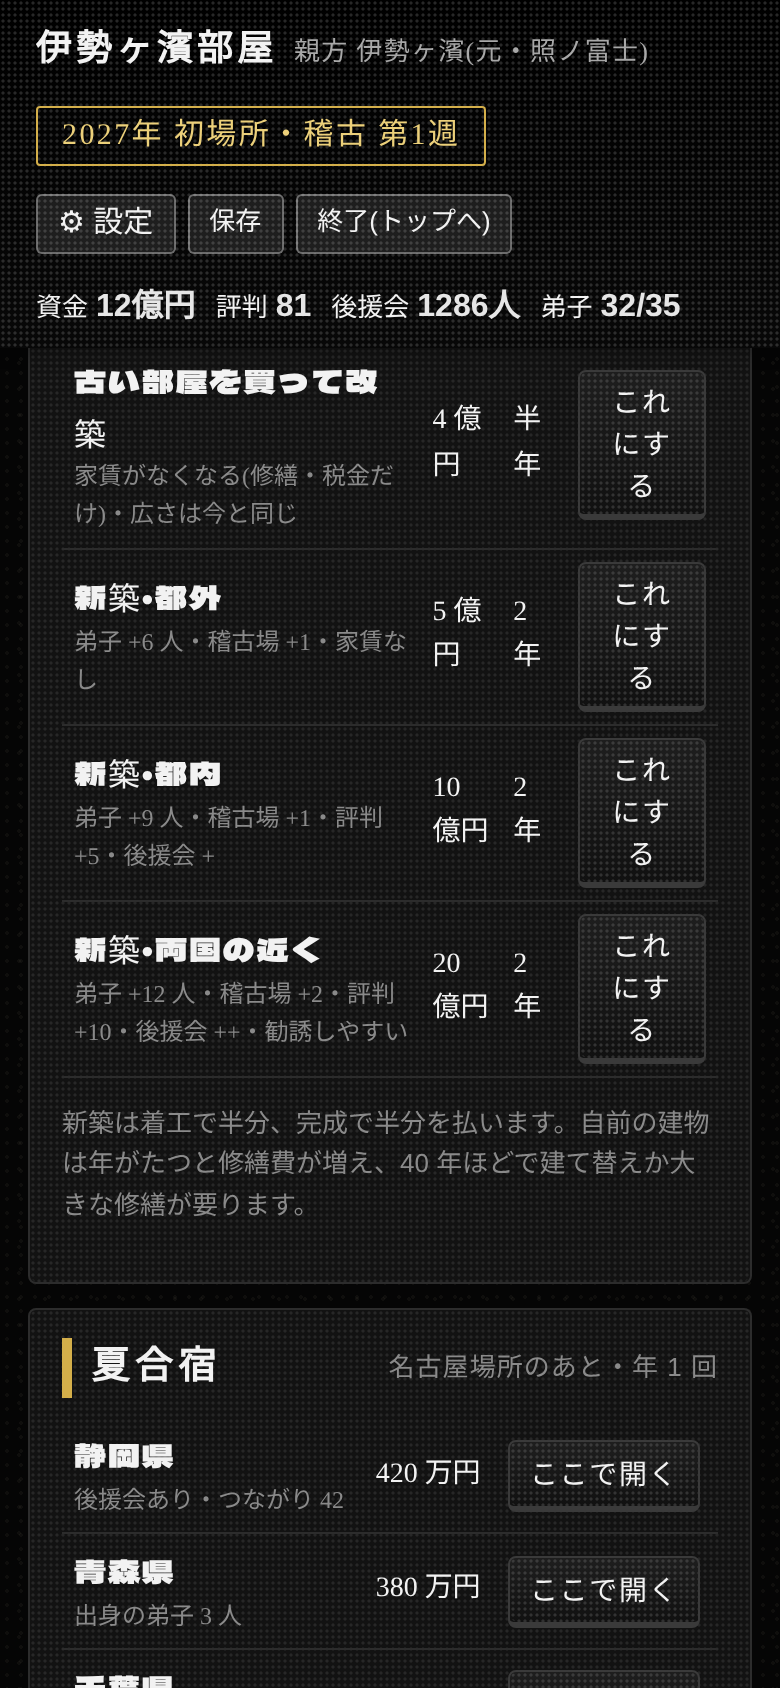 伊勢ヶ濱部屋 親方 伊勢ヶ濱(元・照ノ富士)
2027年 初場所・稽古 第1週
⚙ 設定 保存 終了(トップへ)
資金 12億円 評判 81 後援会 1286人 弟子 32/35
古い部屋を買って改
築
家賃がなくなる(修繕・税金だ
け)・広さは今と同じ
4 億
円
半
年
これ
にす
る
新築・都外
弟子 +6 人・稽古場 +1・家賃な
し
5 億
円
2
年
これ
にす
る
新築・都内
弟子 +9 人・稽古場 +1・評判
+5・後援会 +
10
億円
2
年
これ
にす
る
新築・両国の近く
弟子 +12 人・稽古場 +2・評判
+10・後援会 ++・勧誘しやすい
20
億円
2
年
これ
にす
る
新築は着工で半分、完成で半分を払います。自前の建物
は年がたつと修繕費が増え、40 年ほどで建て替えか大
きな修繕が要ります。
夏合宿 名古屋場所のあと・年 1 回
静岡県
後援会あり・つながり 42
420 万円
ここで開く
青森県
出身の弟子 3 人
380 万円
ここで開く
千葉県